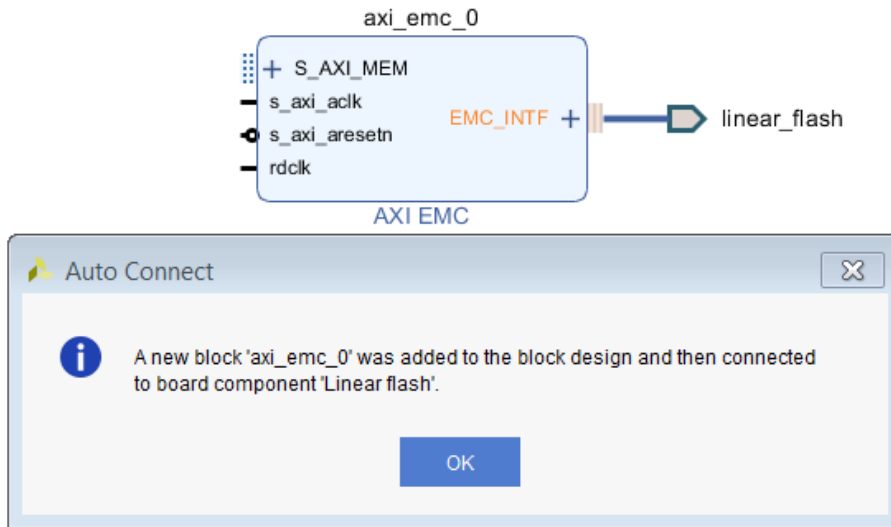 axi_emc_0
+ S_AXI_MEM
s_axi_aclk
EMC_INTF +
linear_flash
s_axi_aresetn
rdclk
AXI EMC
Auto Connect
A new block 'axi_emc_0' was added to the block design and then connected
to board component 'Linear flash'.
OK